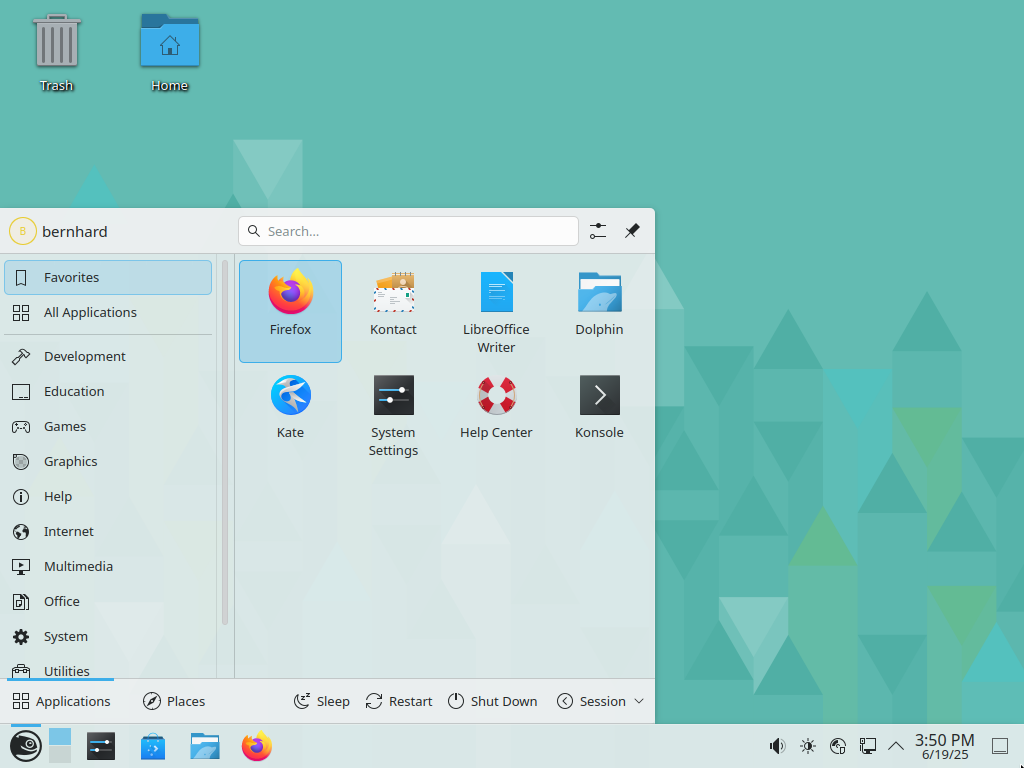 Trash
Home
B
bernhard
Search...
Favorites
All Applications
Development
Education
Games
Graphics
Help
Internet
Multimedia
Office
System
Utilities
Firefox
Kontact
LibreOffice
Writer
Dolphin
Kate
System
Settings
Help Center
Konsole
Applications
Places
Sleep
Restart
Shut Down
Session
3:50 PM
6/19/25